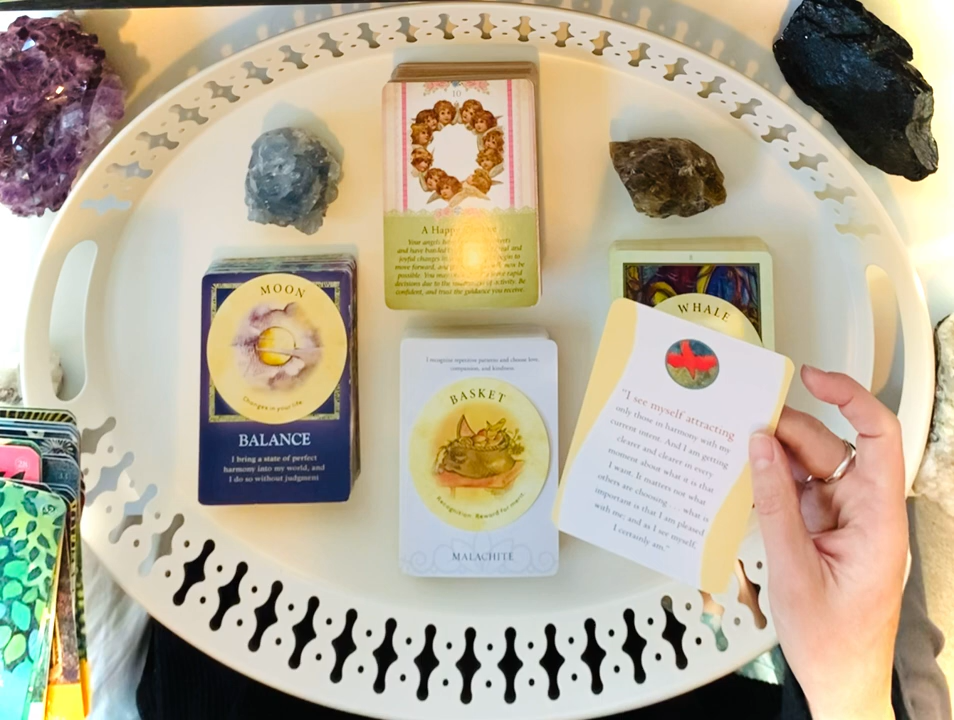 10
A Happy
Your angels
and have
joyful changes
move forward, and
possible. You may
decisions due to the of activity. Be
confident, and trust the guidance you receive.
MOON
Changes in your life
BALANCE
I bring a state of perfect
harmony into my world, and
I do so without judgment
I recognize repetitive patterns and choose love,
compassion, and kindness
BASKET
Recognition. Reward for merit.
MALACHITE
WHALE
"I see myself attracting
only those in harmony with my
current intent. And I am getting
clearer and clearer in every
moment about what it is that
I want. It matters not what
others are choosing . . . what is
important is that I am pleased
with me; and as I see myself,
I certainly am."